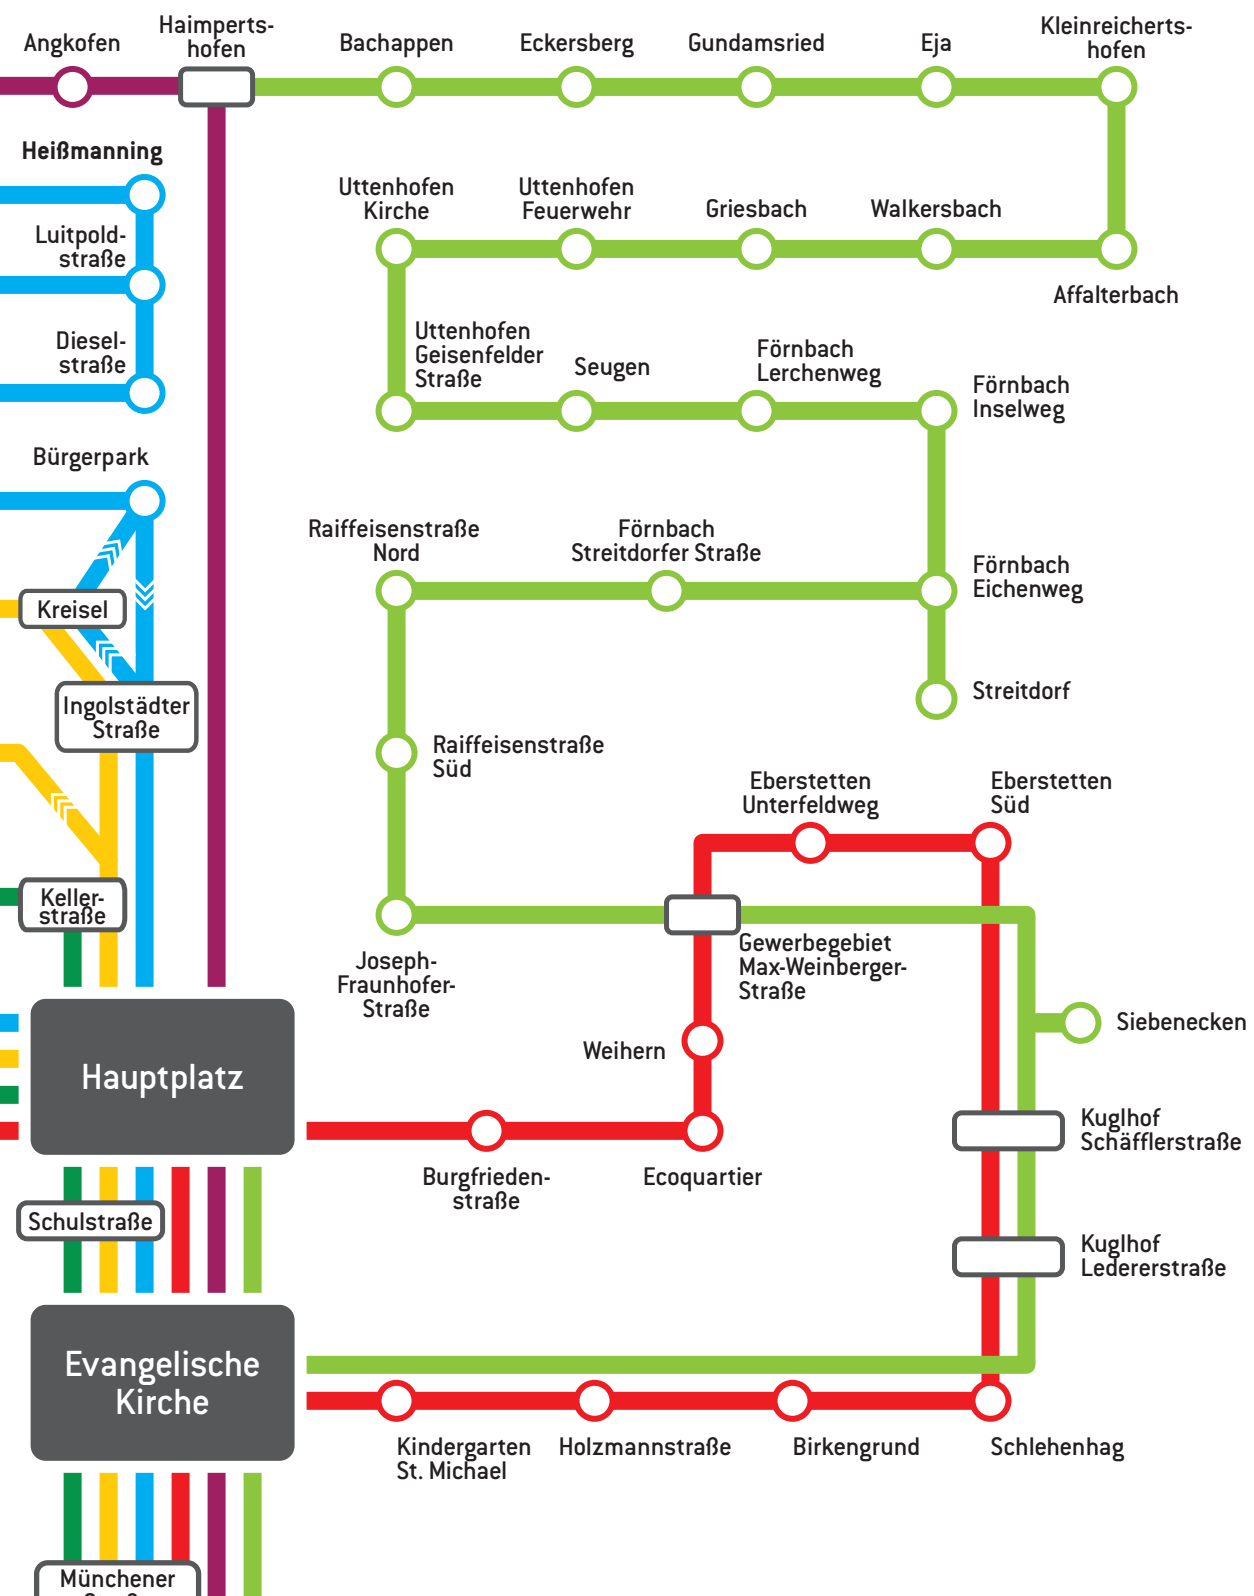 Angkofen
Haimperts-
hofen
Bachappen
Eckersberg
Gundamsried
Eja
Kleinreicherts-
hofen
Heißmanning
Luitpold-
straße
Diesel-
straße
Bürgerpark
Uttenhofen
Kirche
Uttenhofen
Feuerwehr
Griesbach
Walkersbach
Affalterbach
Uttenhofen
Geisenfelder
Straße
Seugen
Förnbach
Lerchenweg
Förnbach
Inselweg
Raiffeisenstraße
Nord
Förnbach
Streitdorfer Straße
Förnbach
Eichenweg
Streitdorf
Kreisel
Ingolstädter
Straße
Raiffeisenstraße
Süd
Eberstetten
Unterfeldweg
Eberstetten
Süd
Keller-
straße
Joseph-
Fraunhofer-
Straße
Gewerbegebiet
Max-Weinberger-
Straße
Siebenecken
Weihern
Hauptplatz
Burgfrieden-
straße
Ecoquartier
Kuglhof
Schäfflerstraße
Schulstraße
Kuglhof
Ledererstraße
Evangelische
Kirche
Kindergarten
St. Michael
Holzmannstraße
Birkengrund
Schlehenhag
Münchener